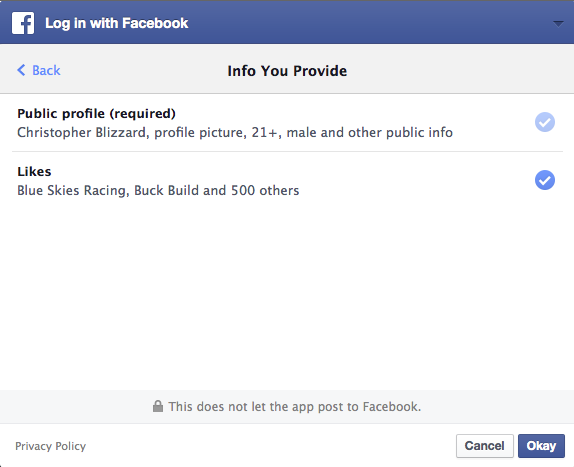 Log in with Facebook
Back
Info You Provide
Public profile (required)
Christopher Blizzard, profile picture, 21+, male and other public info
Likes
Blue Skies Racing, Buck Build and 500 others
This does not let the app post to Facebook.
Privacy Policy
Cancel
Okay